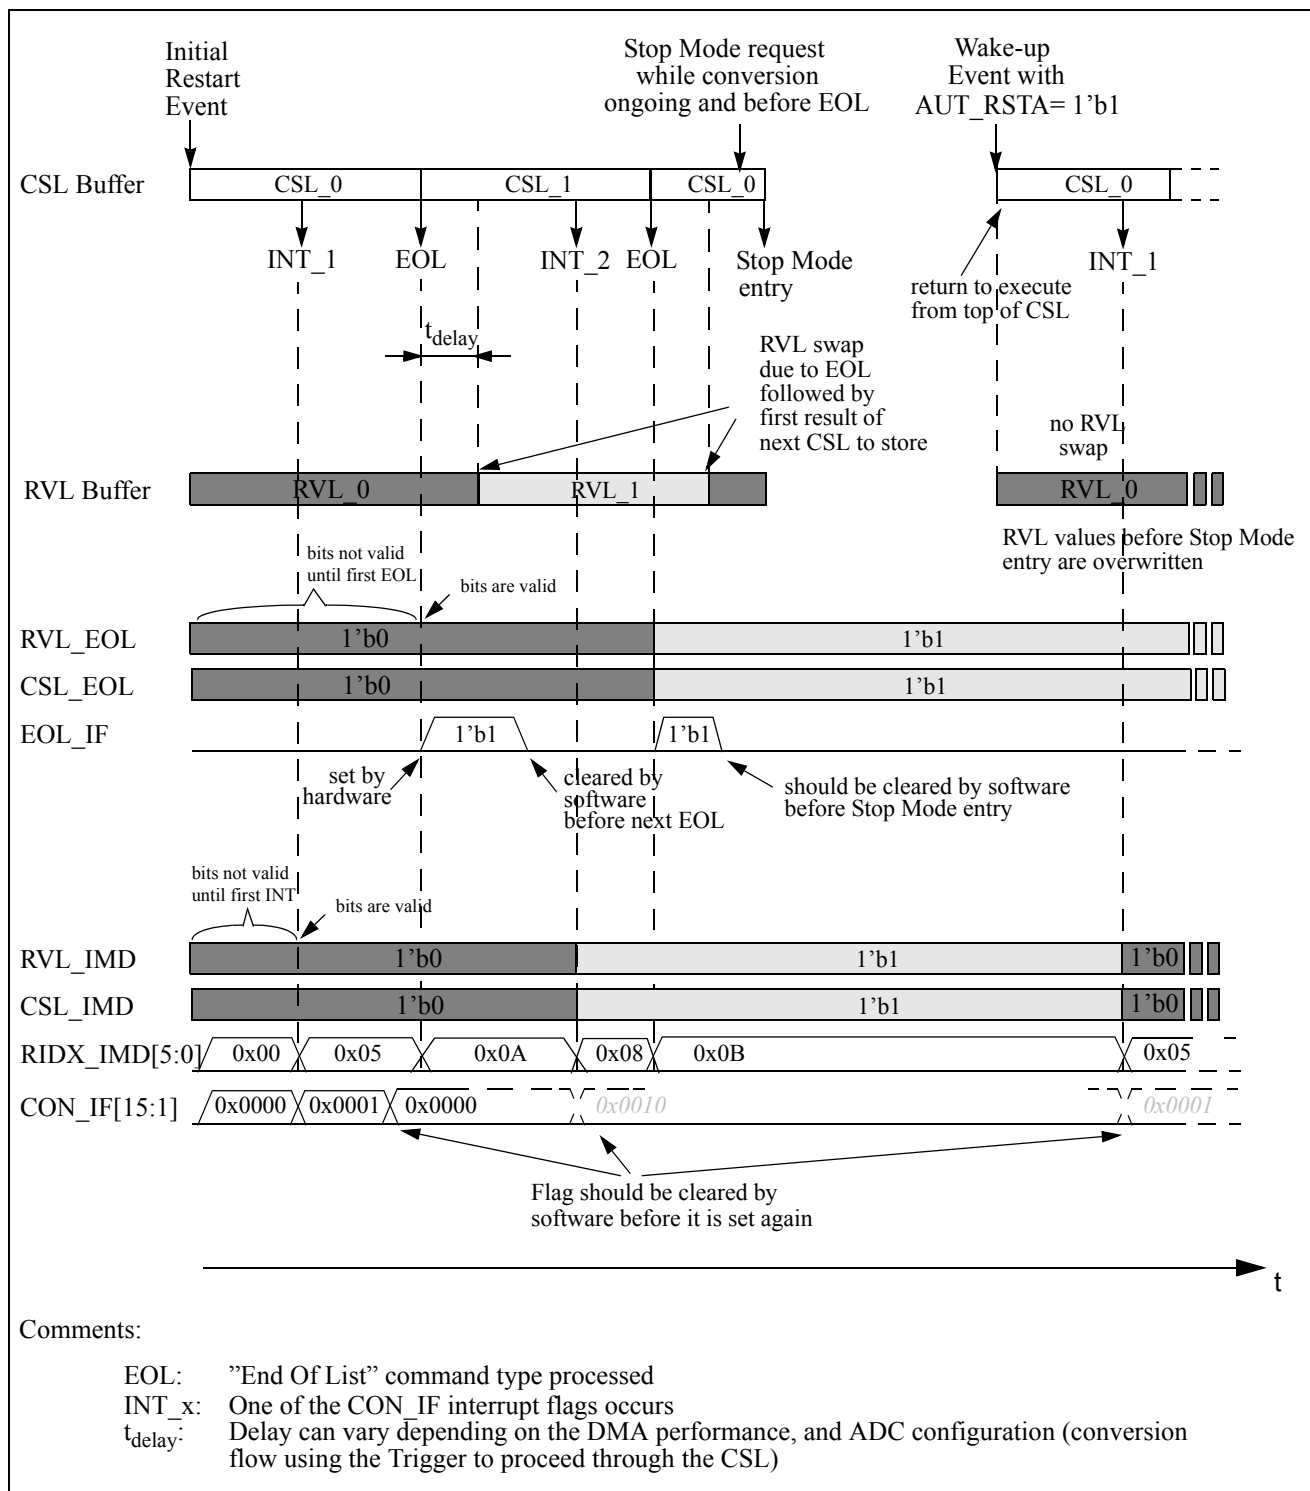 Initial
Restart
Event
Stop Mode request
while conversion
ongoing and before EOL
Wake-up
Event with
AUT_RSTA= 1’b1
CSL Buffer
CSL_0
CSL_1
CSL_0
CSL_0
INT_1
EOL
INT_2
EOL
Stop Mode
entry
return to execute
from top of CSL
INT_1
tdelay
RVL swap
due to EOL
followed by
first result of
next CSL to store
no RVL
swap
RVL Buffer
RVL_0
RVL_1
RVL_0
RVL values before Stop Mode
entry are overwritten
bits not valid
until first EOL
bits are valid
RVL_EOL
1’b0
1’b1
CSL_EOL
1’b0
1’b1
EOL_IF
1’b1
1’b1
set by
hardware
cleared by
software
before next EOL
should be cleared by software
before Stop Mode entry
bits not valid
until first INT
bits are valid
RVL_IMD
1’b0
1’b1
1’b0
CSL_IMD
1’b0
1’b1
1’b0
RIDX_IMD[5:0]
0x00
0x05
0x0A
0x08
0x0B
0x05
CON_IF[15:1]
0x0000
0x0001
0x0000
0x0010
0x0001
Flag should be cleared by
software before it is set again
t
Comments:
EOL: ”End Of List” command type processed
INT_x: One of the CON_IF interrupt flags occurs
tdelay: Delay can vary depending on the DMA performance, and ADC configuration (conversion
flow using the Trigger to proceed through the CSL)